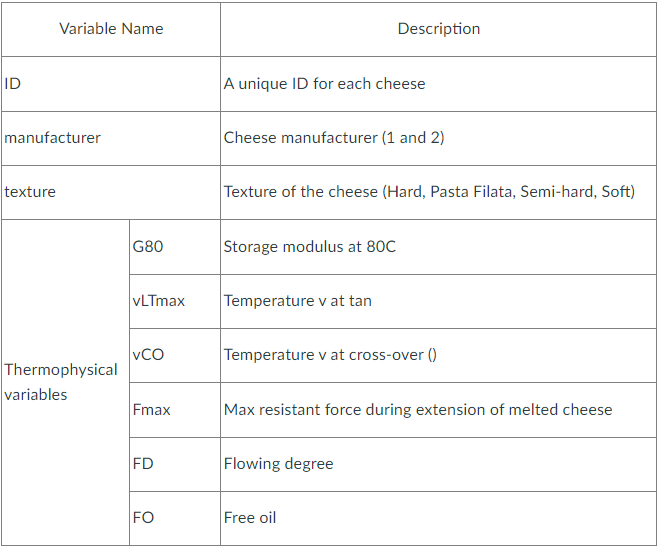 Variable Name Description
ID A unique ID for each cheese
manufacturer Cheese manufacturer (1 and 2)
texture Texture of the cheese (Hard, Pasta Filata, Semi-hard, Soft)
Thermophysical
variables
G80 Storage modulus at 80C
vLTmax Temperature v at tan
vCO Temperature v at cross-over ()
Fmax Max resistant force during extension of melted cheese
FD Flowing degree
FO Free oil